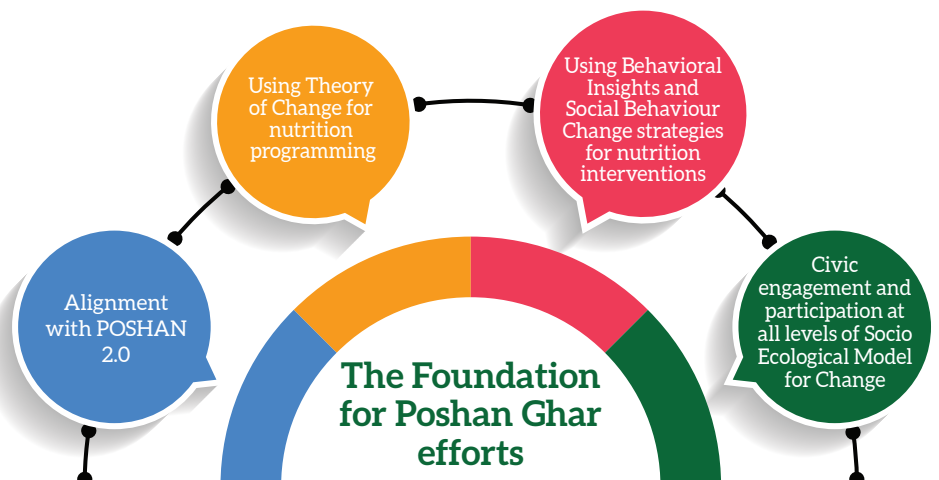 Using Theory
of Change for
nutrition
programming
Using Behavioral
Insights and
Social Behaviour
Change strategies
for nutrition
interventions
Alignment
with POSHAN
2.0
Civic
engagement and
participation at
all levels of Socio
Ecological Model
for Change
The Foundation
for Poshan Ghar
efforts